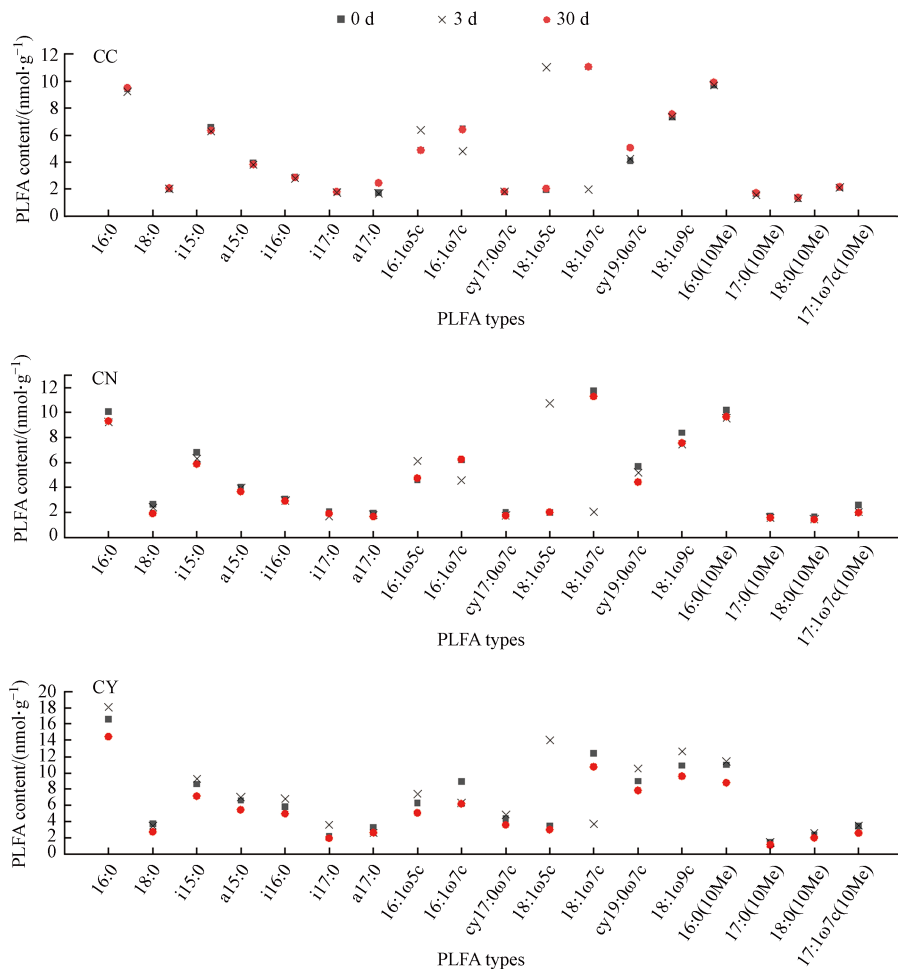 0 d 3 d 30 d
CC
PLFA content/(nmol·g⁻¹)
12
10
8
6
4
2
0
16:0 18:0 i15:0 a15:0 i16:0 i17:0 a17:0 16:1ω5c 16:1ω7c cy17:0ω7c 18:1ω5c 18:1ω7c cy19:0ω7c 18:1ω9c 16:0(10Me) 17:0(10Me) 18:0(10Me) 17:1ω7c(10Me)
PLFA types
CN
PLFA content/(nmol·g⁻¹)
12
10
8
6
4
2
0
16:0 18:0 i15:0 a15:0 i16:0 i17:0 a17:0 16:1ω5c 16:1ω7c cy17:0ω7c 18:1ω5c 18:1ω7c cy19:0ω7c 18:1ω9c 16:0(10Me) 17:0(10Me) 18:0(10Me) 17:1ω7c(10Me)
PLFA types
CY
PLFA content/(nmol·g⁻¹)
20
18
16
14
12
10
8
6
4
2
0
16:0 18:0 i15:0 a15:0 i16:0 i17:0 a17:0 16:1ω5c 16:1ω7c cy17:0ω7c 18:1ω5c 18:1ω7c cy19:0ω7c 18:1ω9c 16:0(10Me) 17:0(10Me) 18:0(10Me) 17:1ω7c(10Me)
PLFA types